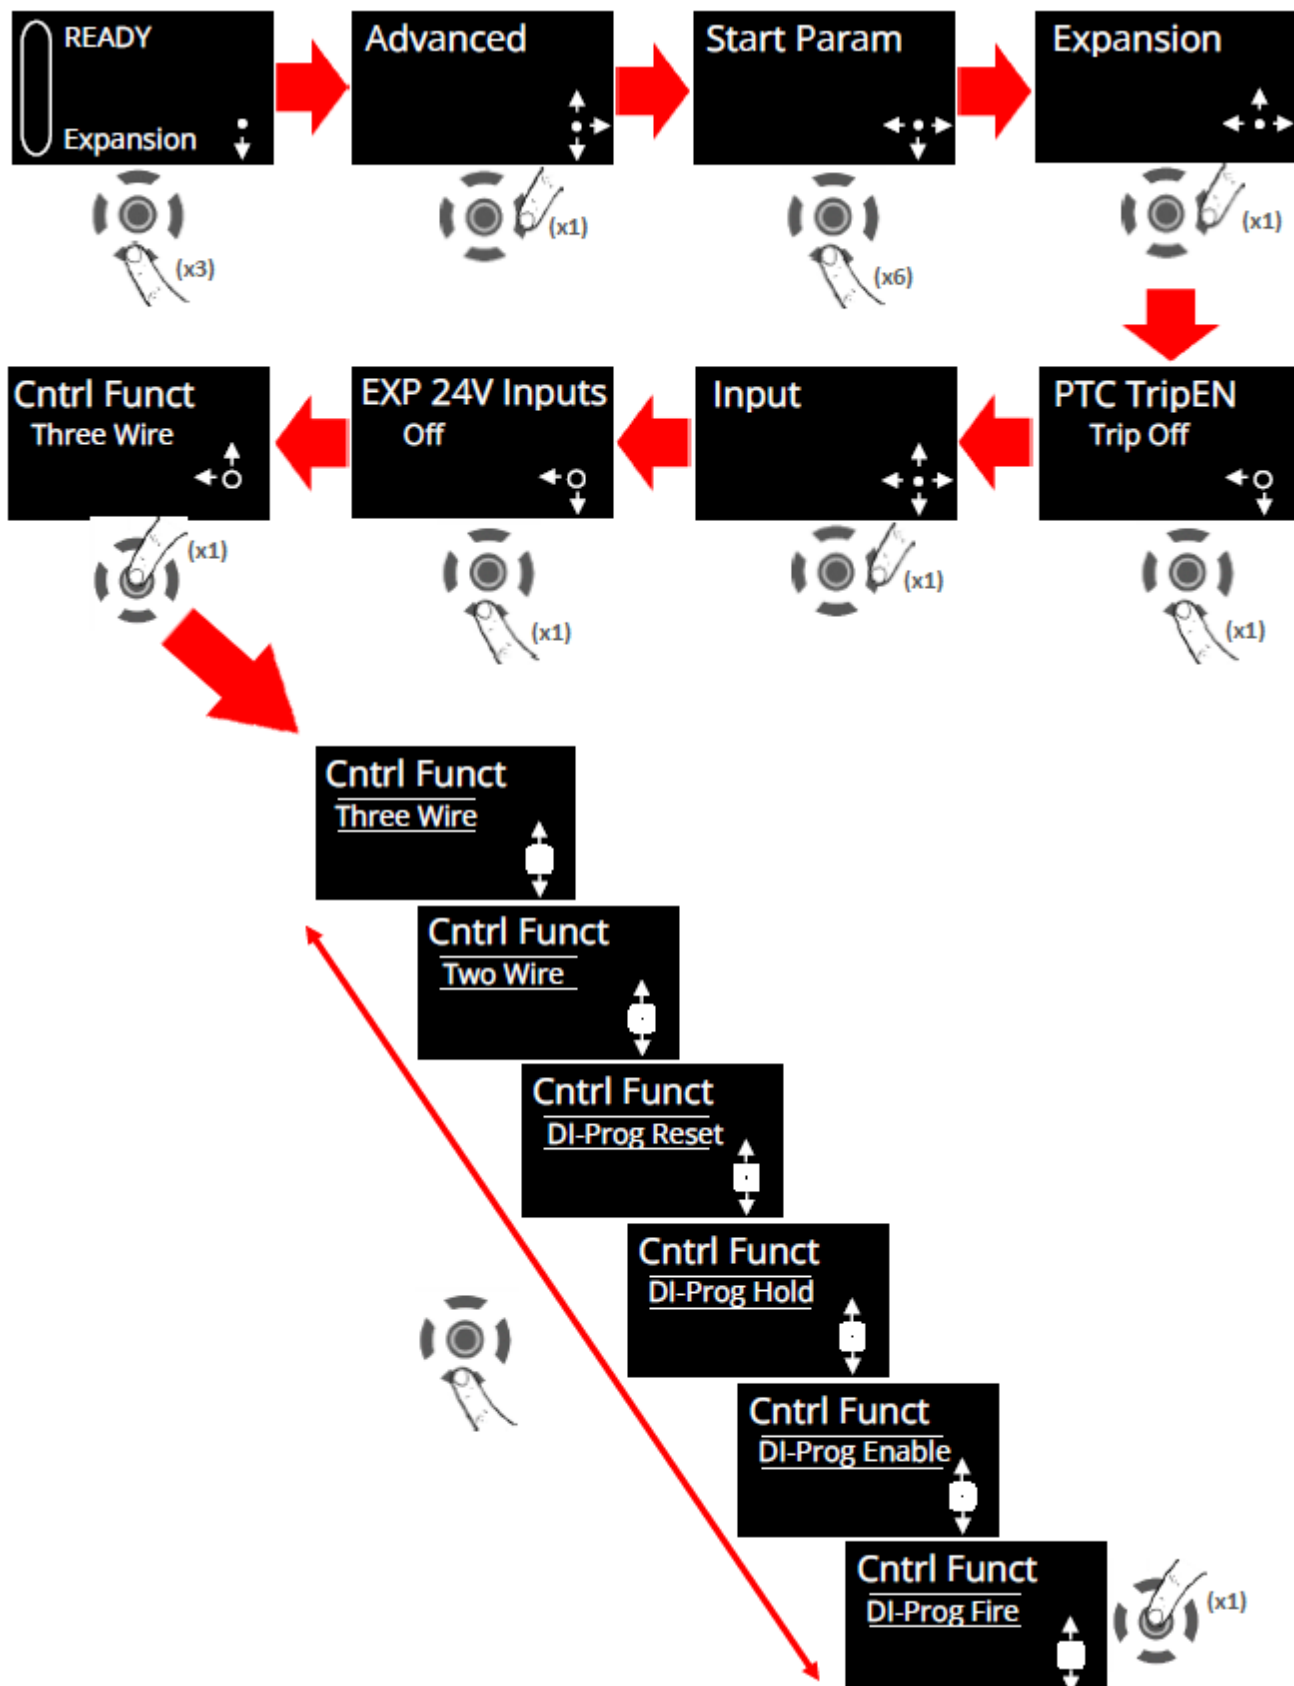 READY
Expansion
(x3)
Advanced
(x1)
Start Param
(x6)
Expansion
(x1)
PTC TripEN
Trip Off
(x1)
Input
(x1)
EXP 24V Inputs
Off
(x1)
Cntrl Funct
Three Wire
(x1)
Cntrl Funct
Three Wire
Cntrl Funct
Two Wire
Cntrl Funct
DI-Prog Reset
Cntrl Funct
DI-Prog Hold
Cntrl Funct
DI-Prog Enable
Cntrl Funct
DI-Prog Fire
(x1)